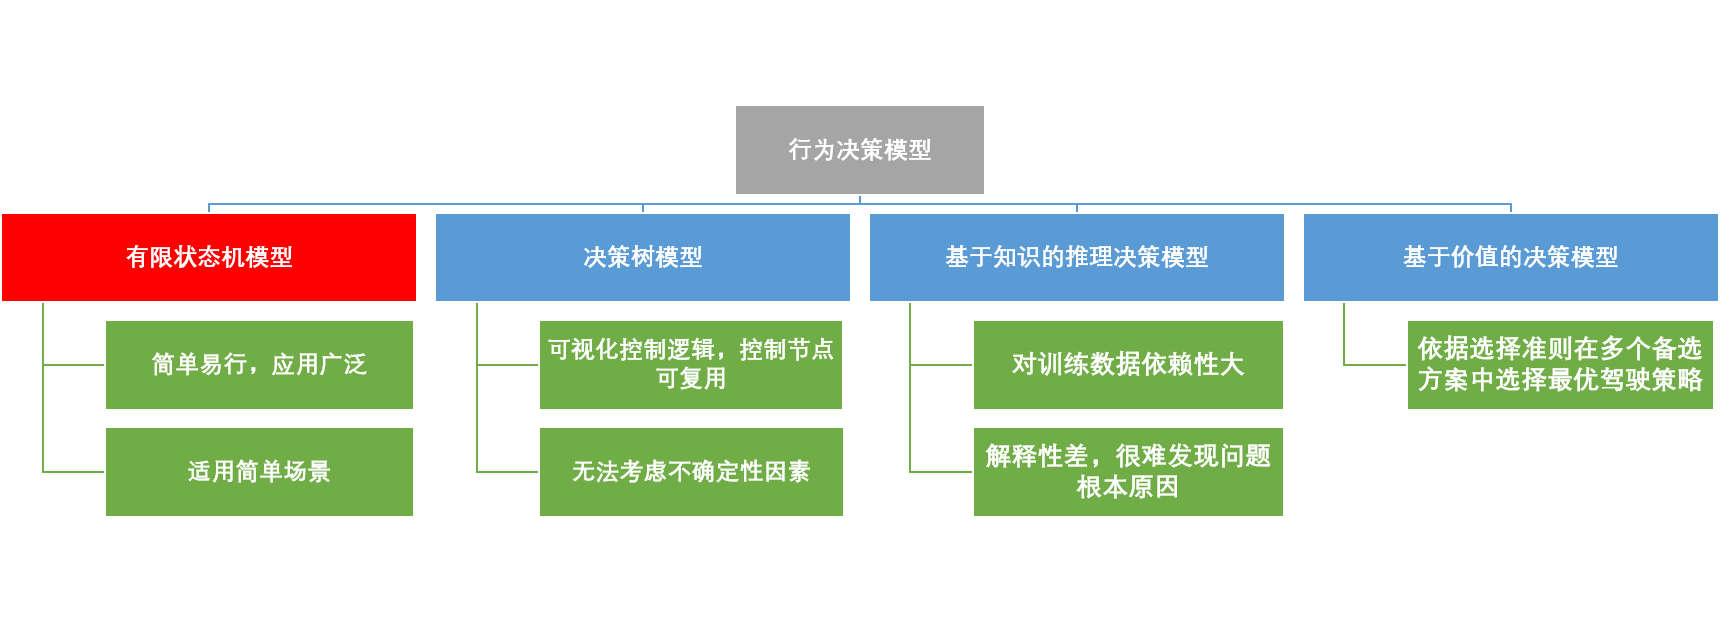 行为决策模型
有限状态机模型
决策树模型
基于知识的推理决策模型
基于价值的决策模型
简单易行，应用广泛
适用简单场景
可视化控制逻辑，控制节点
可复用
无法考虑不确定性因素
对训练数据依赖性大
解释性差，很难发现问题
根本原因
依据选择准则在多个备选
方案中选择最优驾驶策略